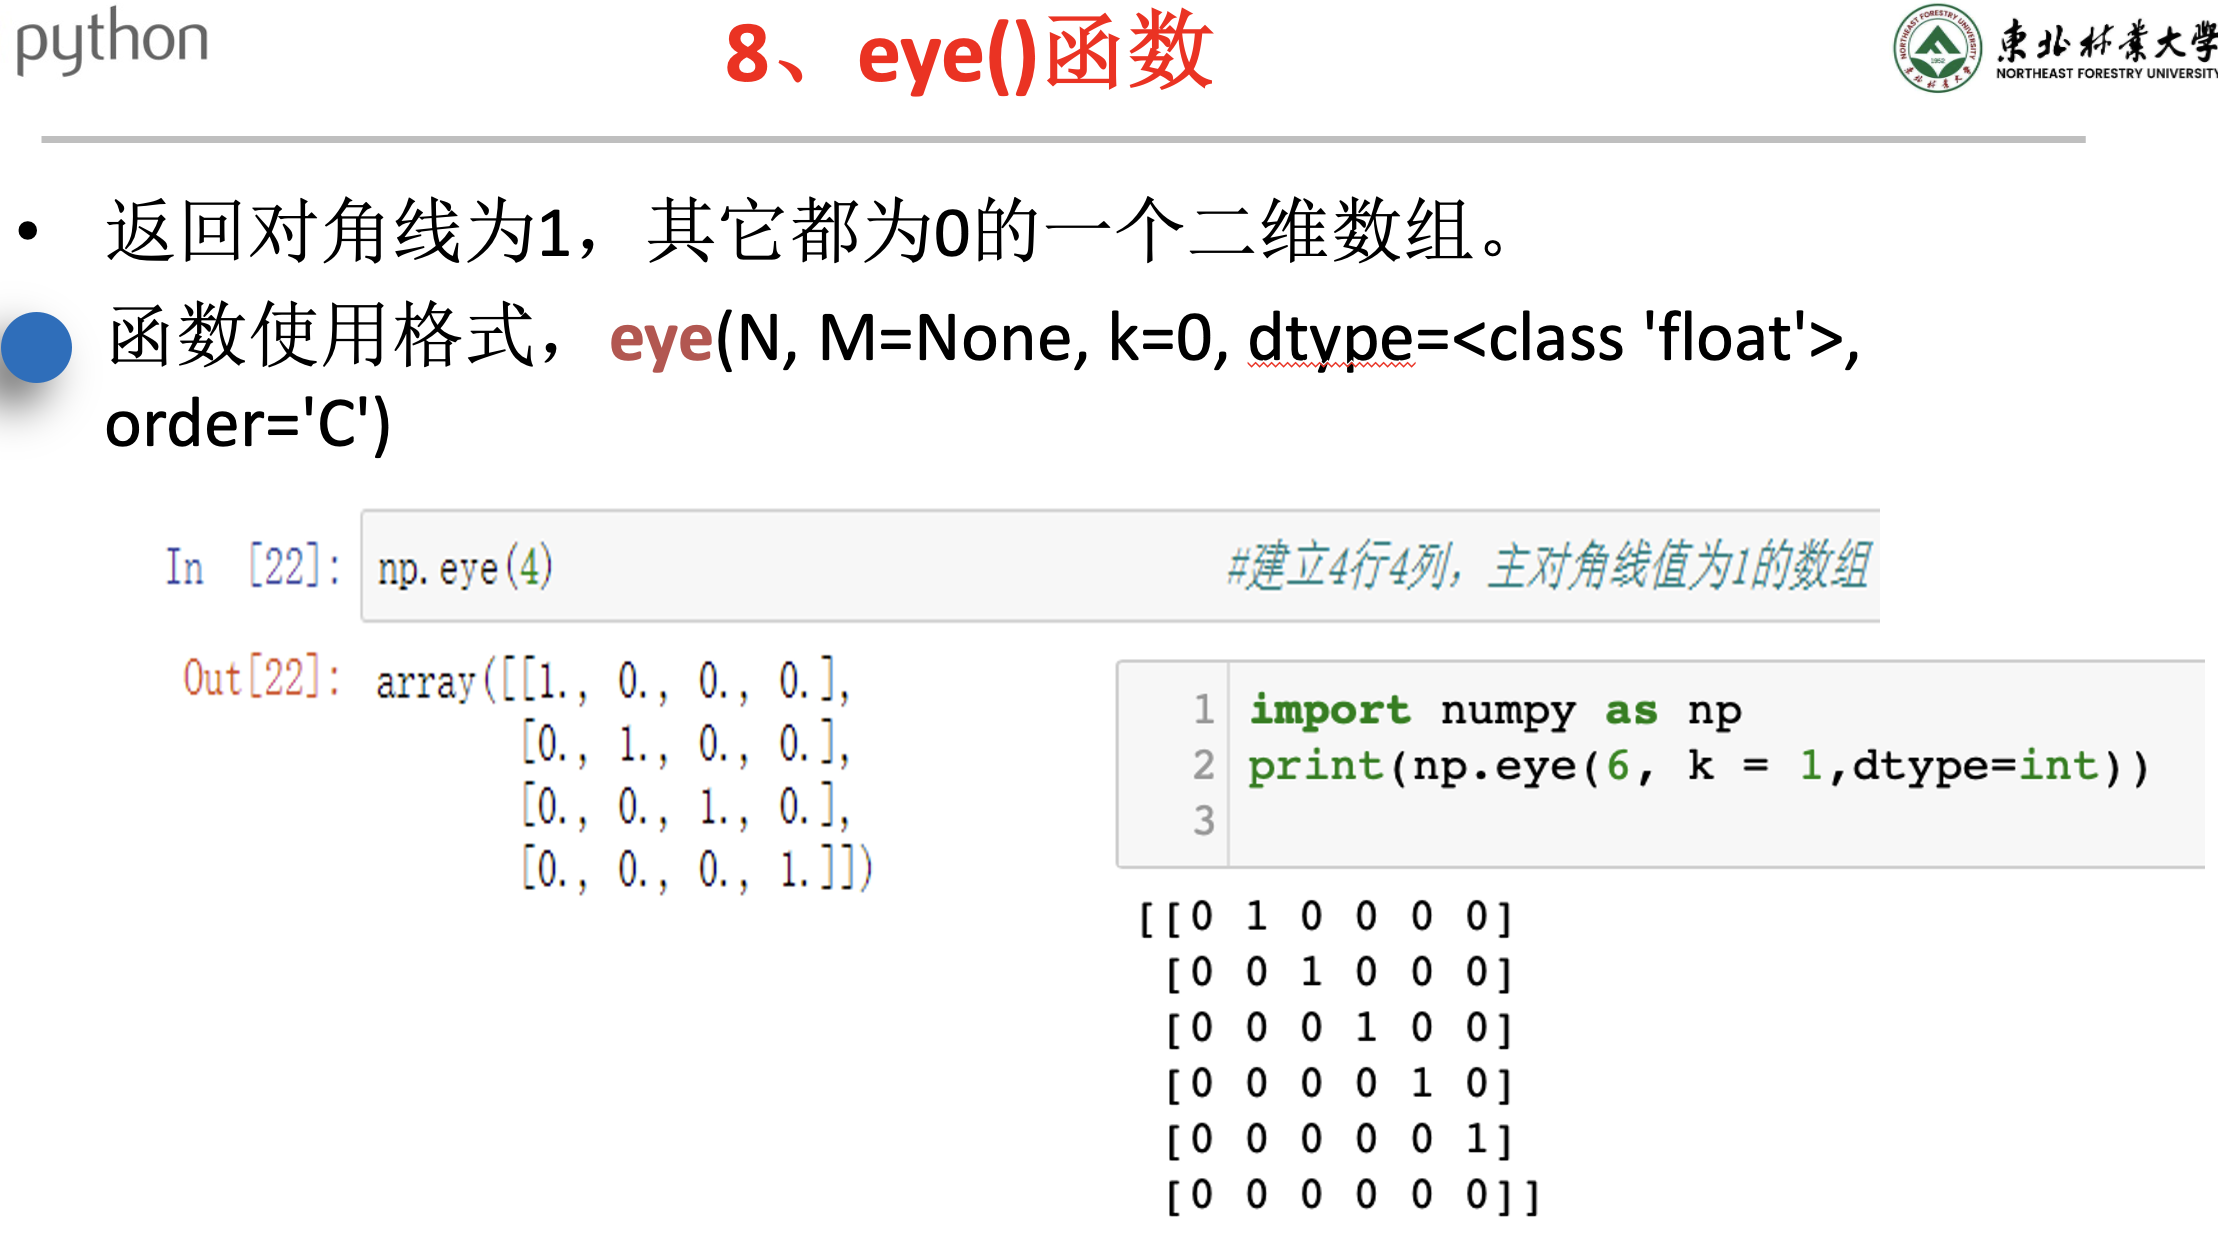 python
8、eye()函数
東北林業大學
NORTHEAST FORESTRY UNIVERSITY
• 返回对角线为1，其它都为0的一个二维数组。
函数使用格式，eye(N, M=None, k=0, dtype=<class 'float'>,
order='C')
In [22]: np.eye(4) #建立4行4列，主对角线值为1的数组
Out[22]: array([[1., 0., 0., 0.],
[0., 1., 0., 0.],
[0., 0., 1., 0.],
[0., 0., 0., 1.]])
1 import numpy as np
2 print(np.eye(6, k = 1,dtype=int))
3
[[0 1 0 0 0 0]
[0 0 1 0 0 0]
[0 0 0 1 0 0]
[0 0 0 0 1 0]
[0 0 0 0 0 1]
[0 0 0 0 0 0]]